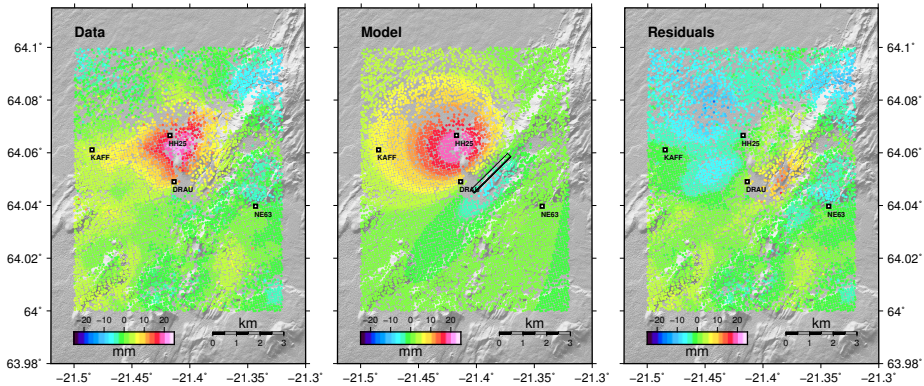 Data
Model
Residuals
64.1°
64.08°
64.06°
64.04°
64.02°
64°
63.98°
64.1°
64.08°
64.06°
64.04°
64.02°
64°
63.98°
HH25
KAFF
DRAU
NE63
HH25
KAFF
DRAU
NE63
HH25
KAFF
DRAU
NE63
−20 −10 0 10 20
mm
km
0 1 2 3
−20 −10 0 10 20
mm
km
0 1 2 3
−20 −10 0 10 20
mm
km
0 1 2 3
−21.5° −21.45° −21.4° −21.35°
−21.5° −21.45° −21.4° −21.35°
−21.5° −21.45° −21.4° −21.35° −21.3°